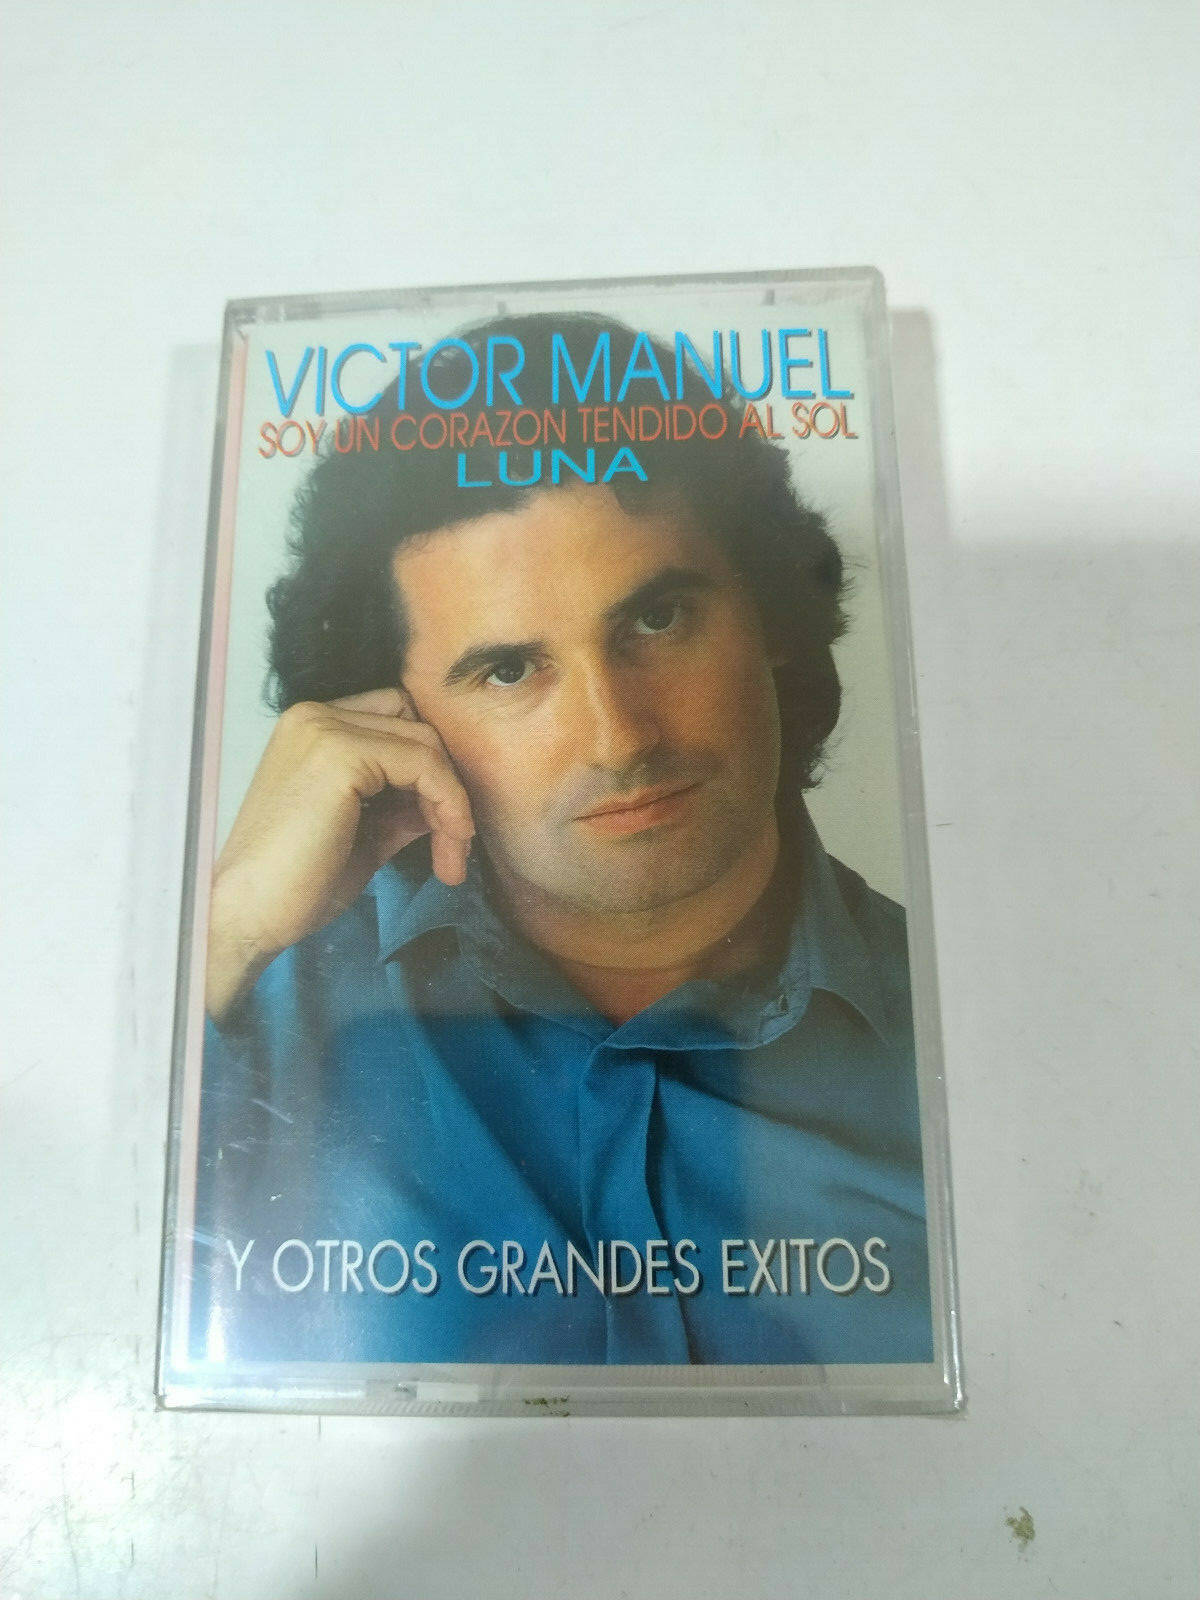 VICTOR MANUEL
SOY UN CORAZON TENDIDO AL SOL
LUNA
Y OTROS GRANDES EXITOS